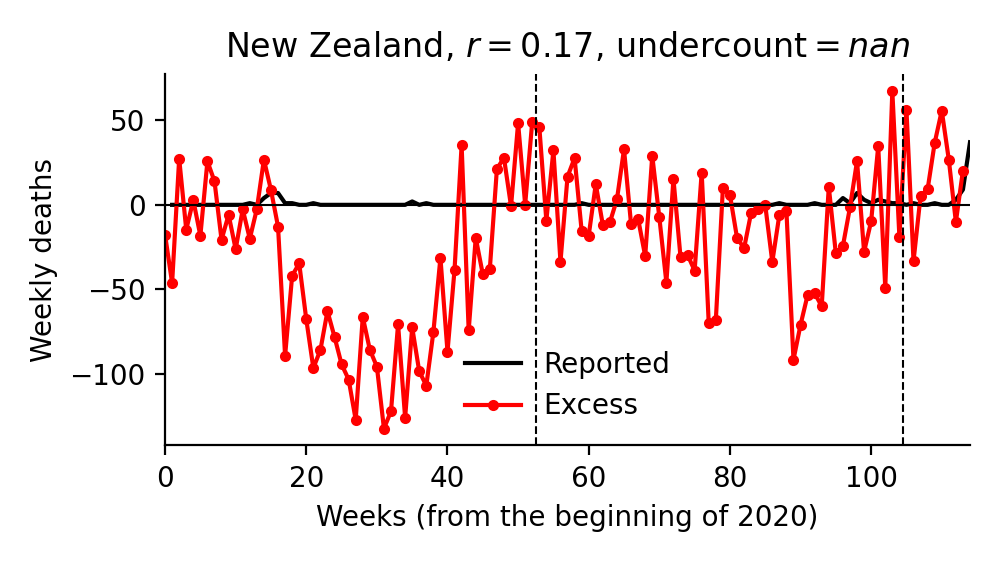 New Zealand, r = 0.17, undercount = nan
Weekly deaths
50
0
−50
−100
Reported
Excess
0 20 40 60 80 100
Weeks (from the beginning of 2020)